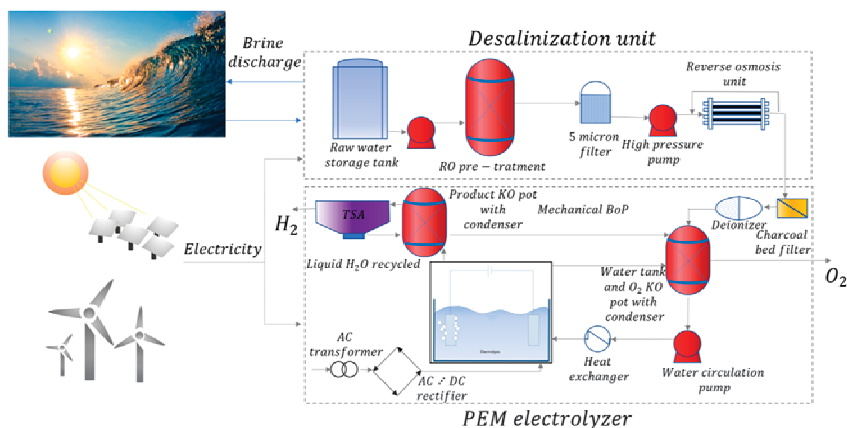 Desalinization unit
Brine
discharge
Reverse osmosis
unit
Raw water
storage tank
RO pre − tratment
5 micron
filter
High pressure
pump
Product KO pot
with
condenser
Mechanical BoP
Deionizer
Charcoal
bed filter
H2
TSA
Electricity
Liquid H2O recycled
Water tank
and O2 KO
pot with
condenser
O2
Electrolyte
AC
transformer
AC / DC
rectifier
Heat
exchanger
Water circulation
pump
PEM electrolyzer